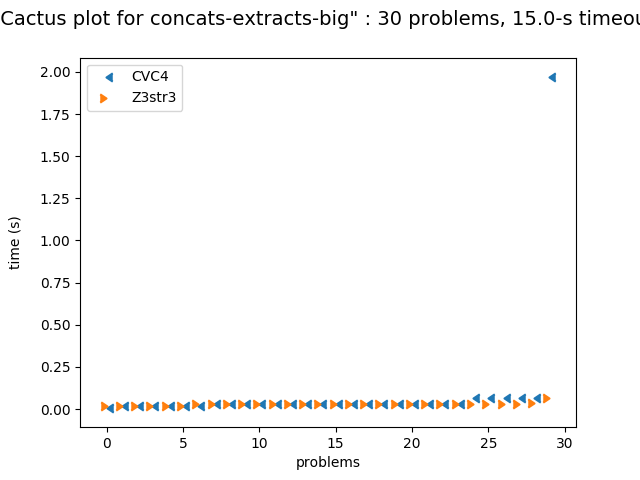 Cactus plot for concats-extracts-big" : 30 problems, 15.0-s
CVC4
Z3str3
2.00
1.75
1.50
1.25
1.00
0.75
0.50
0.25
0.00
time (s)
0 5 10 15 20 25 30
problems